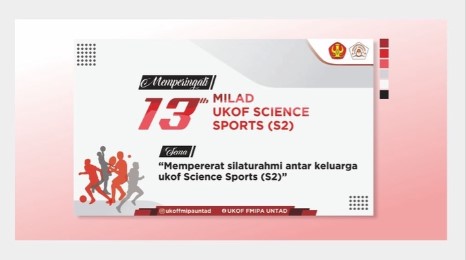 Memperingati
13th
MILAD
UKOF SCIENCE
SPORTS (S2)
Tema
“Mempererat silaturahmi antar keluarga
ukof Science Sports (S2)”
@ukoffmipauntad UKOF FMIPA UNTAD